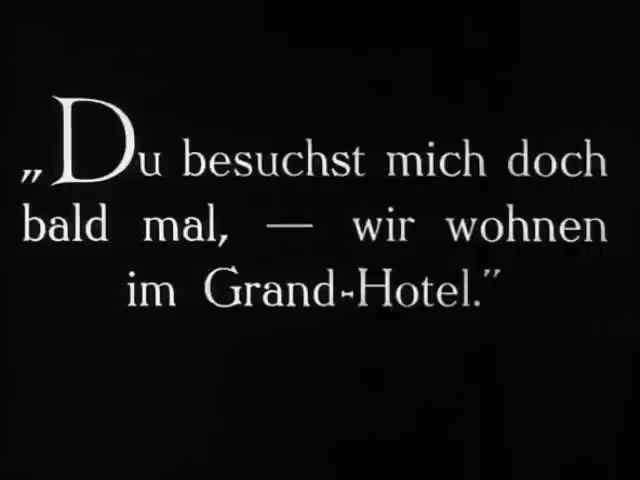 „Du besuchst mich doch
bald mal, — wir wohnen
im Grand-Hotel.”